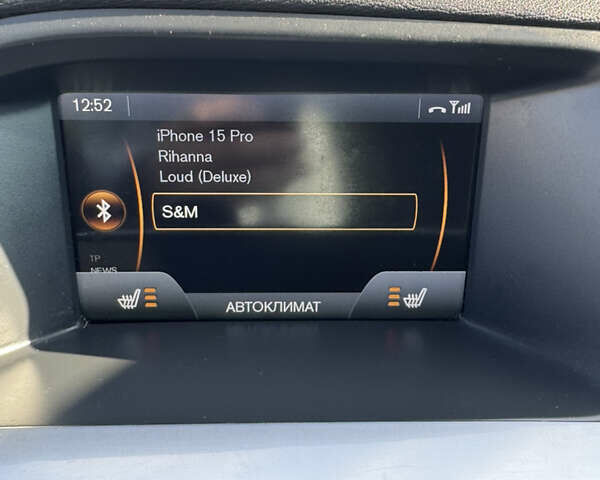 12:52
iPhone 15 Pro
Rihanna
Loud (Deluxe)
S&M
TP
NEWS
АВТОКЛИМАТ